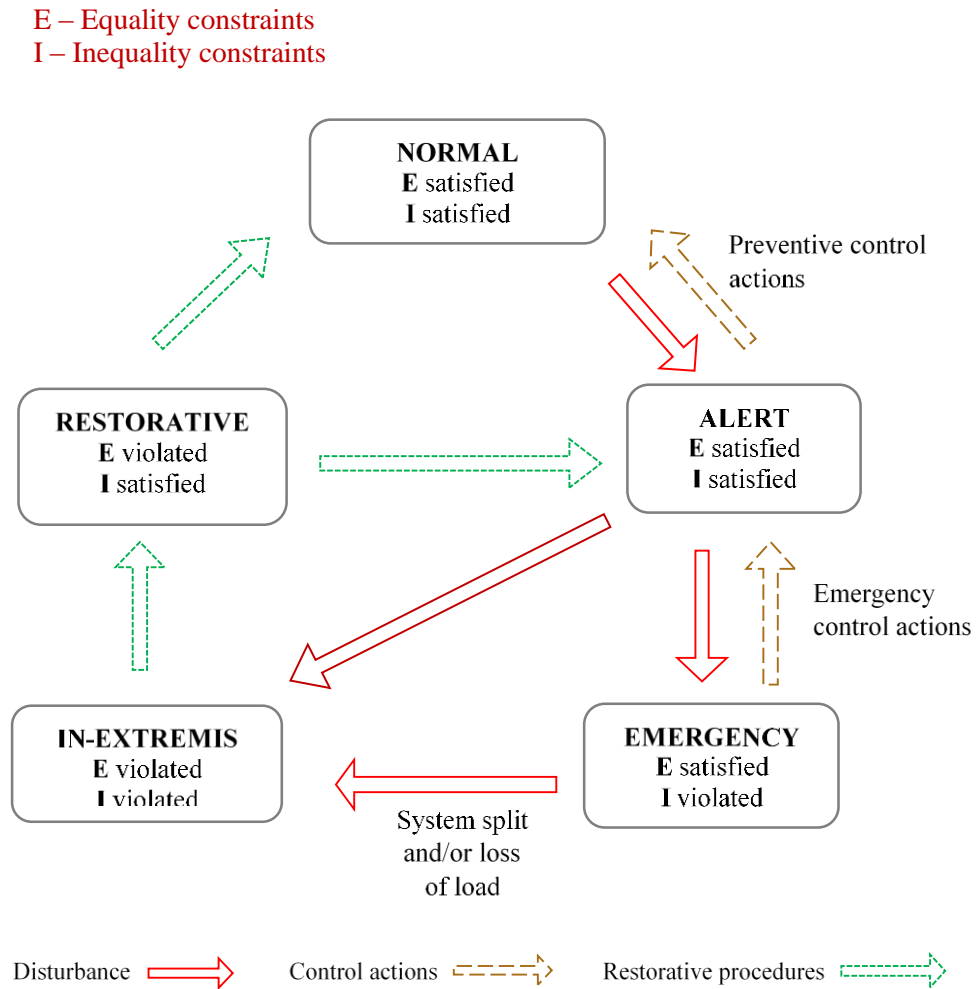 E – Equality constraints
I – Inequality constraints
NORMAL
E satisfied
I satisfied
Preventive control
actions
RESTORATIVE
E violated
I satisfied
ALERT
E satisfied
I satisfied
Emergency
control actions
IN-EXTREMIS
E violated
I violated
EMERGENCY
E satisfied
I violated
System split
and/or loss
of load
Disturbance
Control actions
Restorative procedures